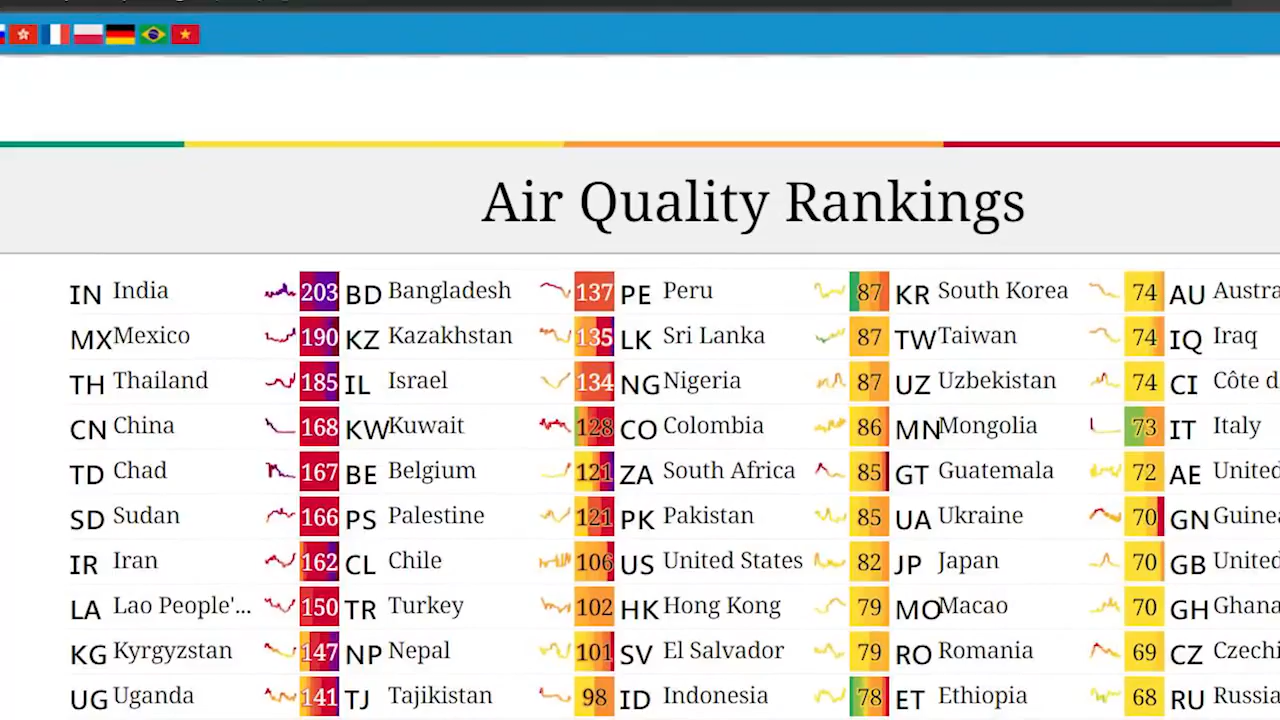 Air Quality Rankings
IN India 203 BD Bangladesh 137 PE Peru 87 KR South Korea 74 AU
MX Mexico 190 KZ Kazakhstan 135 LK Sri Lanka 87 TW Taiwan 74 IQ Iraq
TH Thailand 185 IL Israel 134 NG Nigeria 87 UZ Uzbekistan 74 CI Côte
CN China 168 KW Kuwait 128 CO Colombia 86 MN Mongolia 73 IT Italy
TD Chad 167 BE Belgium 121 ZA South Africa 85 GT Guatemala 72 AE United
SD Sudan 166 PS Palestine 121 PK Pakistan 85 UA Ukraine 70 GN
IR Iran 162 CL Chile 106 US United States 82 JP Japan 70 GB United
LA Lao People'... 150 TR Turkey 102 HK Hong Kong 79 MO Macao 70 GH Ghana
KG Kyrgyzstan 147 NP Nepal 101 SV El Salvador 79 RO Romania 69 CZ
UG Uganda 141 TJ Tajikistan 98 ID Indonesia 78 ET Ethiopia 68 RU